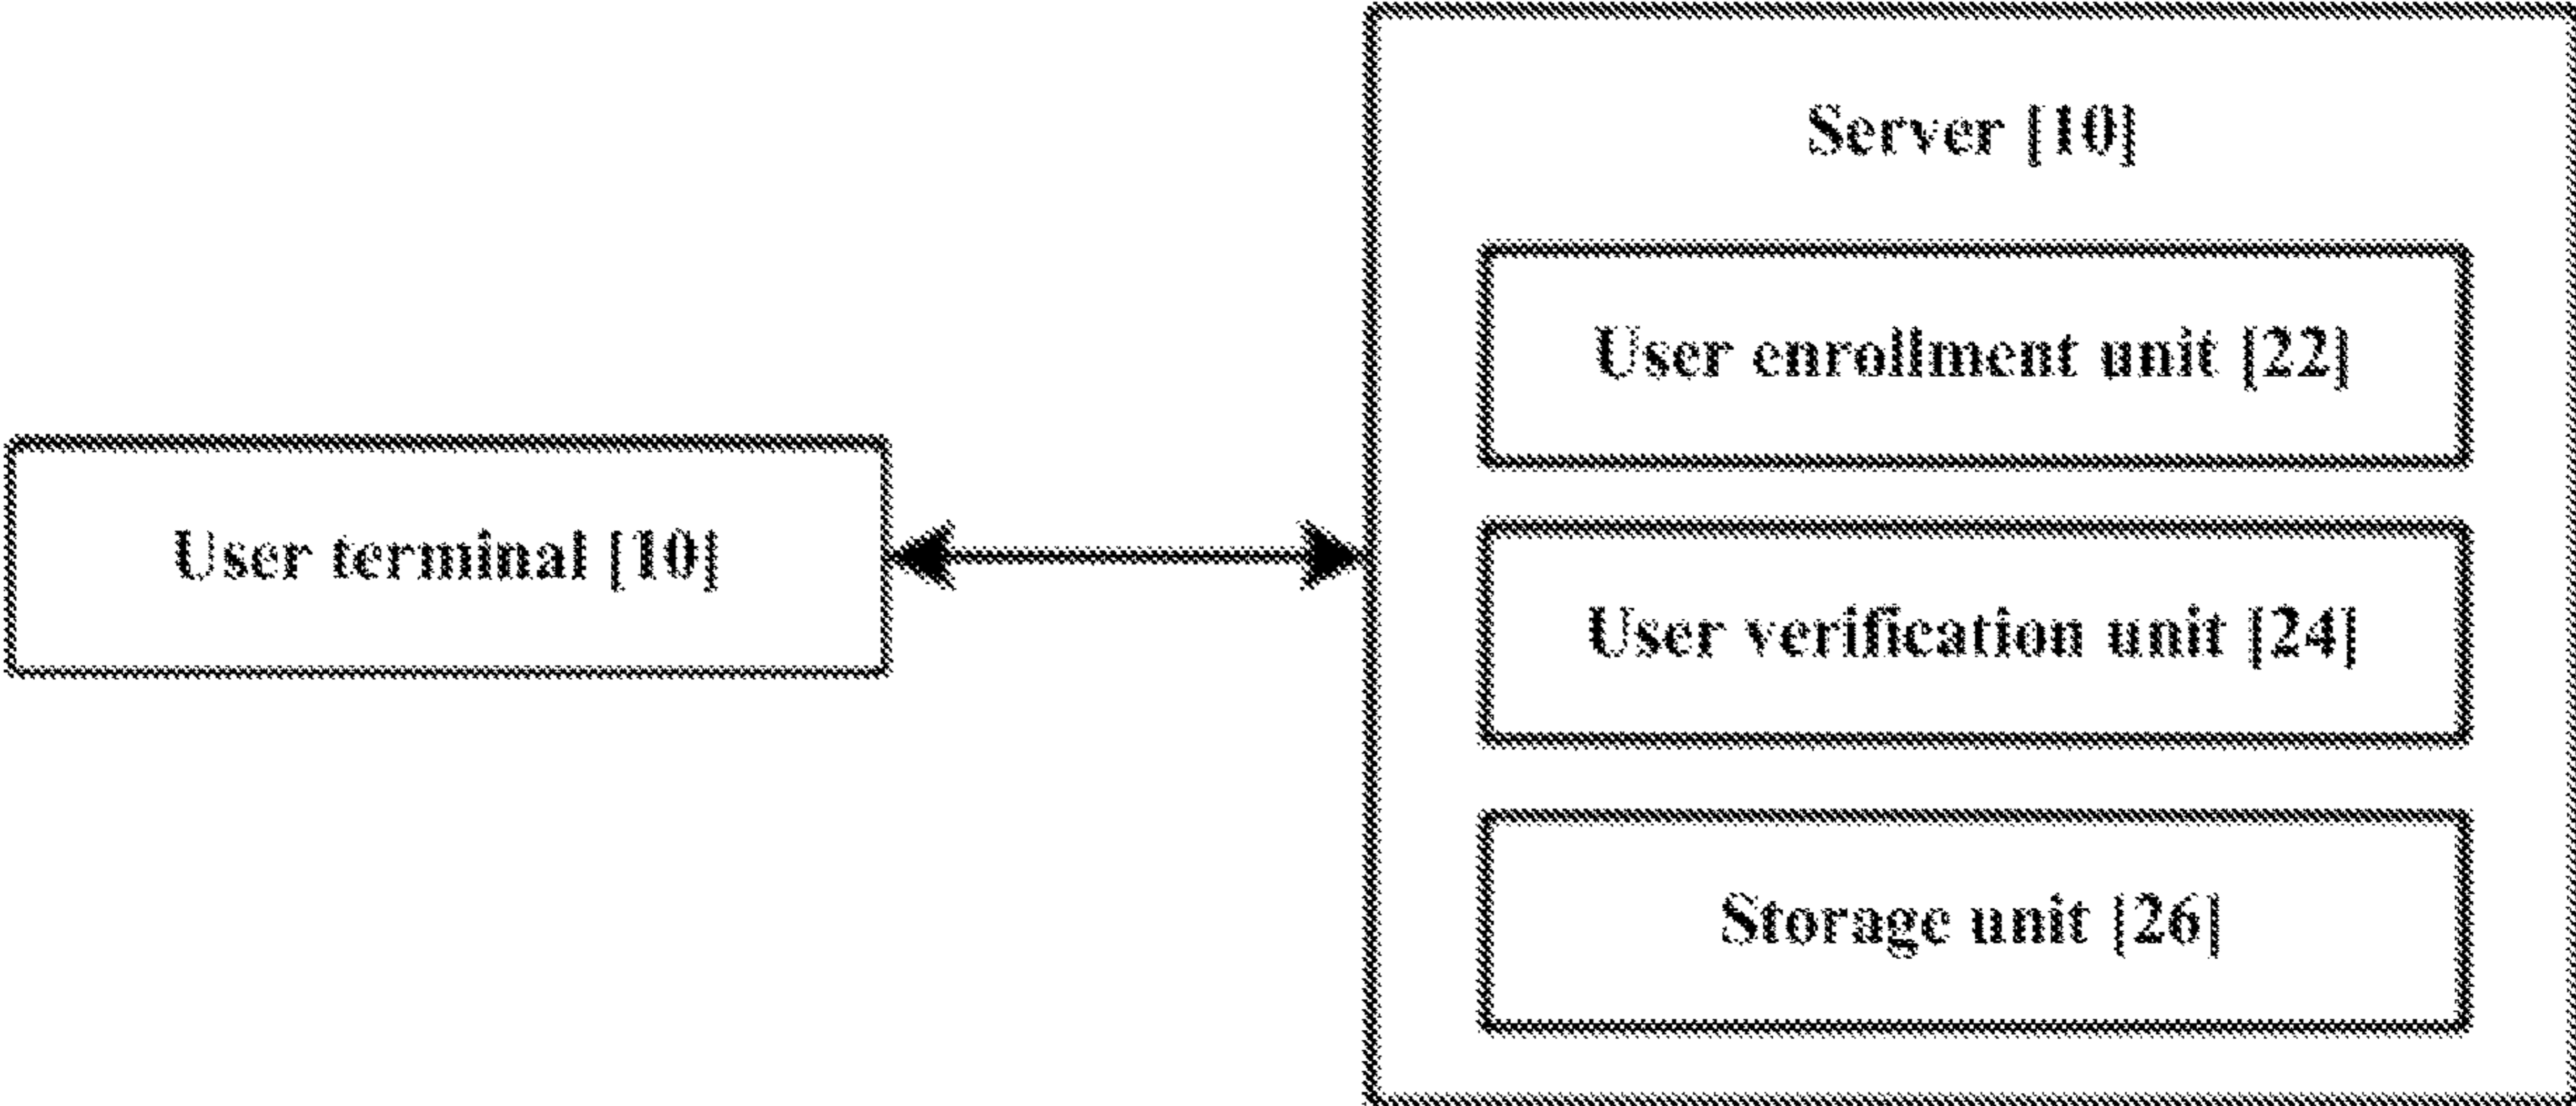 Server [10]
User enrollment unit [22]
User terminal [10]
User verification unit [24]
Storage unit [26]